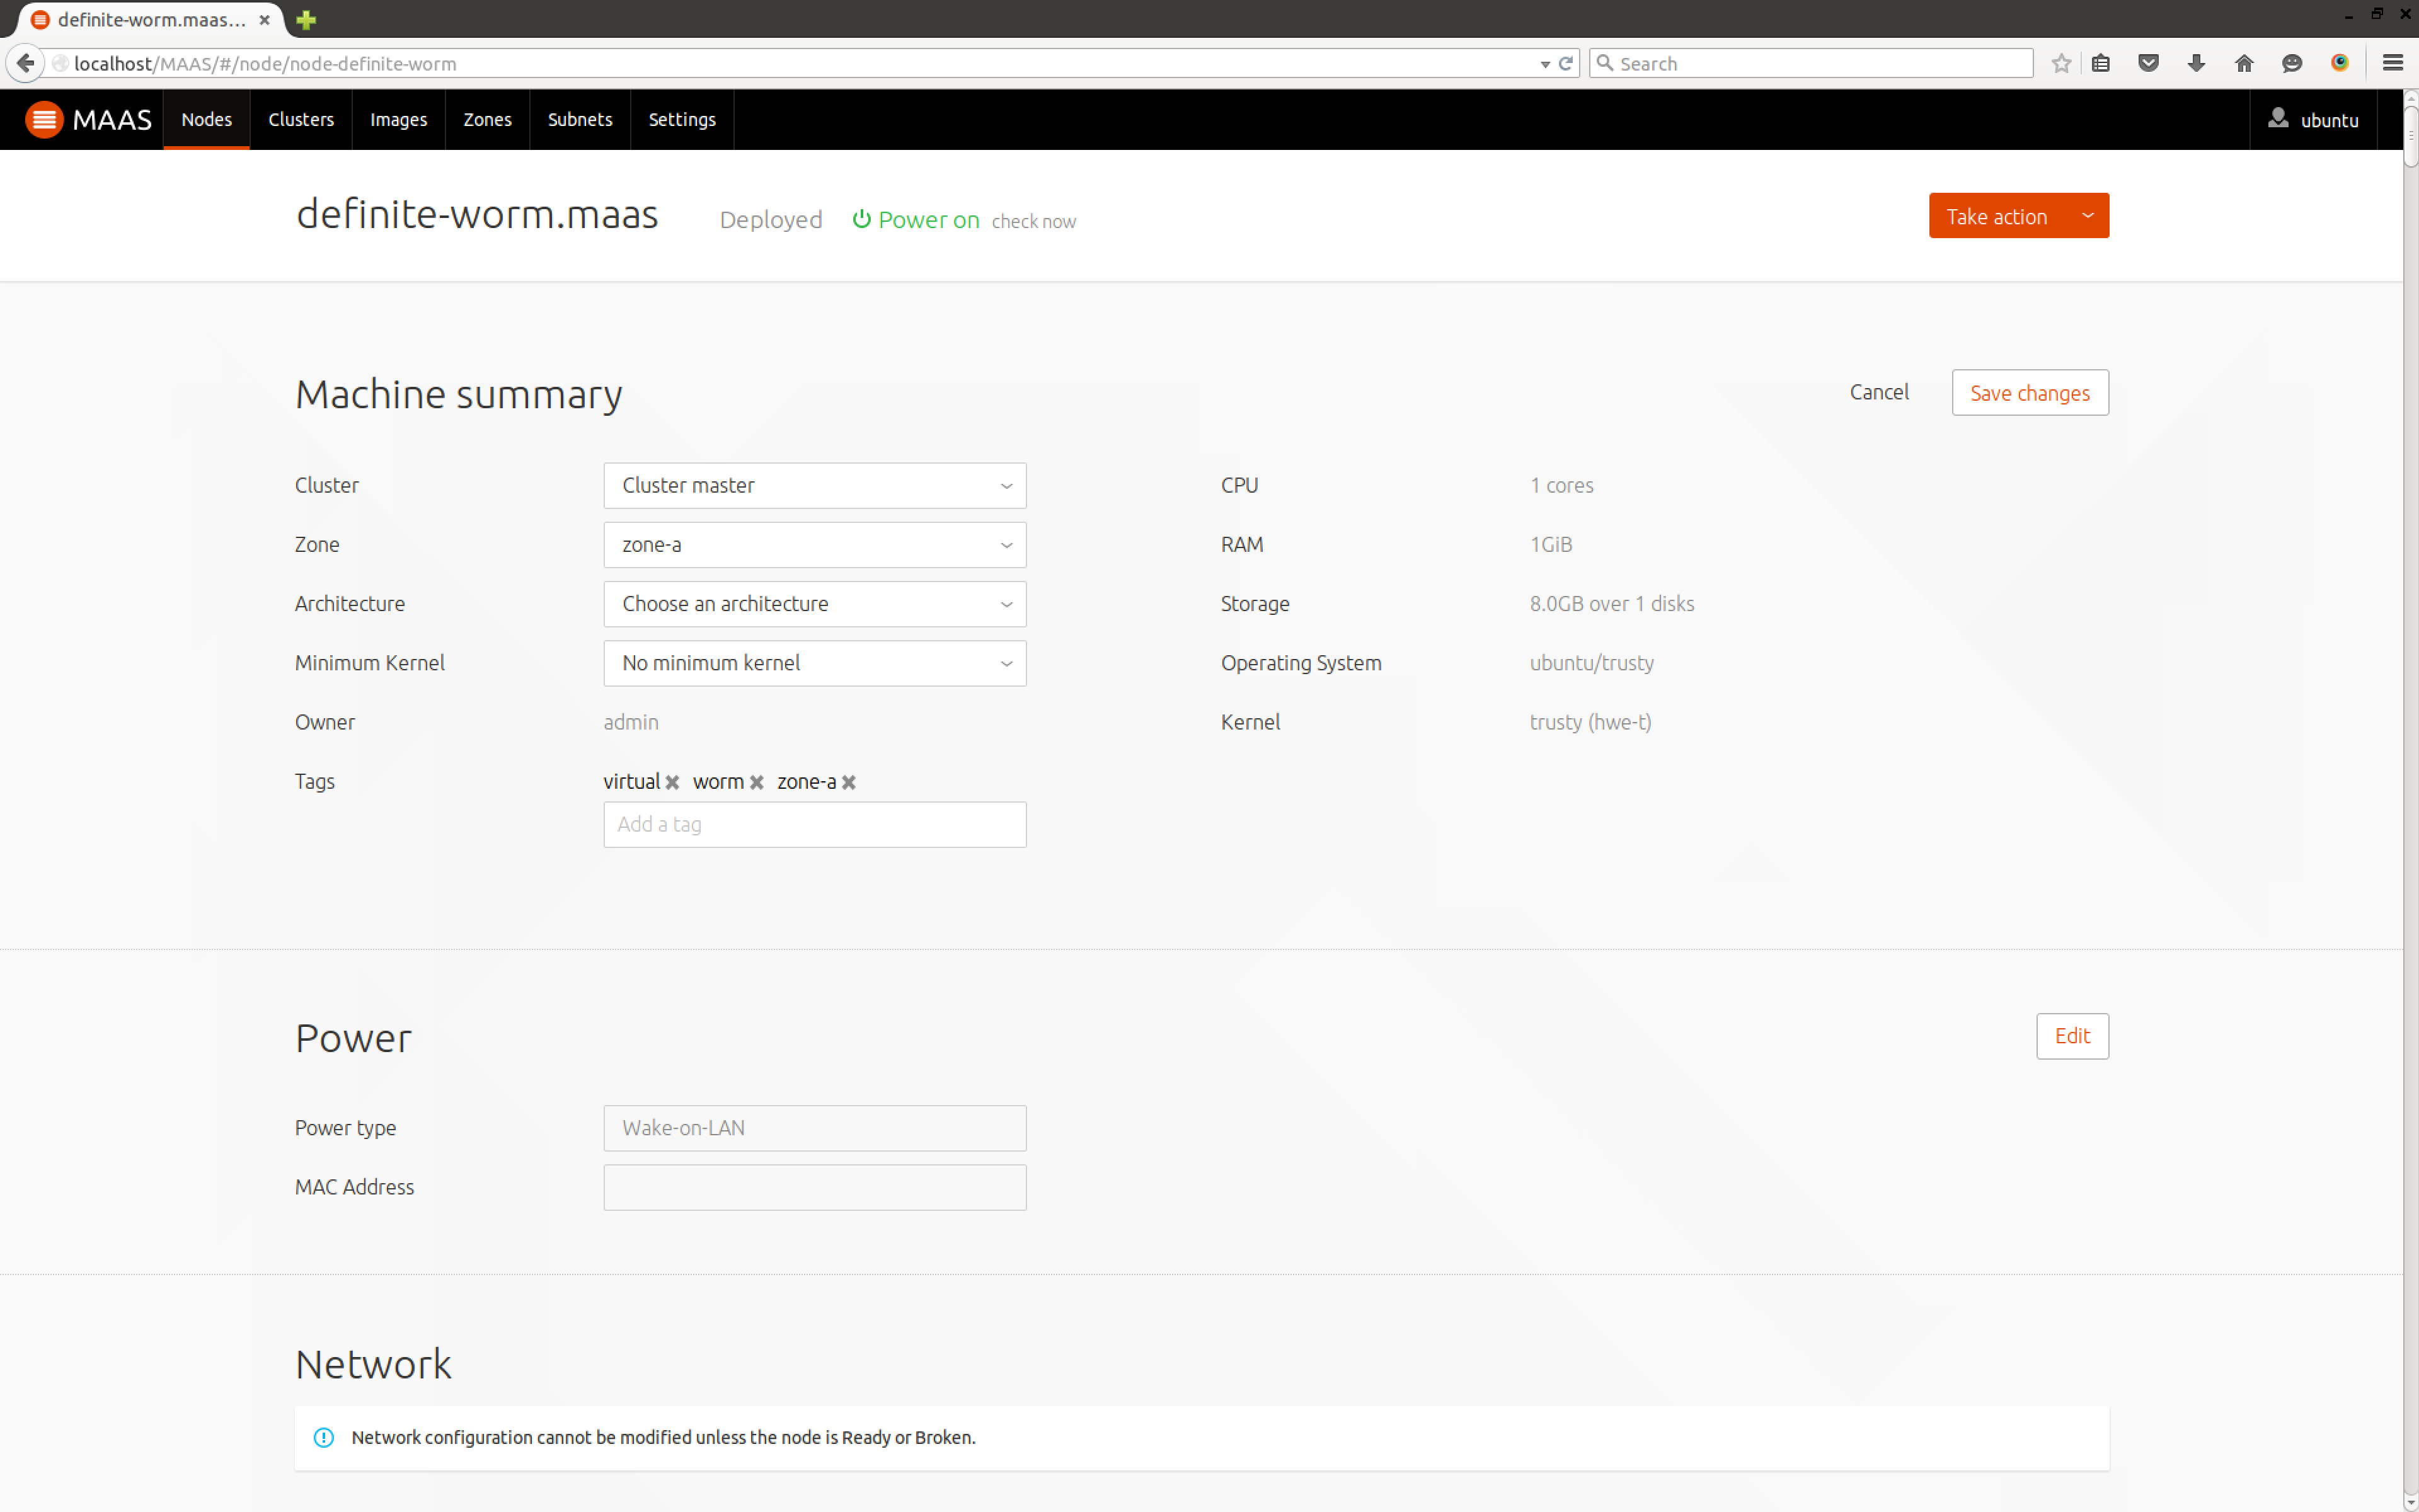 definite-worm.maas...
localhost/MAAS/#/node/node-definite-worm
Search
MAAS Nodes Clusters Images Zones Subnets Settings ubuntu
definite-worm.maas Deployed Power on check now Take action
Machine summary Cancel Save changes
Cluster Cluster master CPU 1 cores
Zone zone-a RAM 1GiB
Architecture Choose an architecture Storage 8.0GB over 1 disks
Minimum Kernel No minimum kernel Operating System ubuntu/trusty
Owner admin Kernel trusty (hwe-t)
Tags virtual worm zone-a
Add a tag
Power Edit
Power type Wake-on-LAN
MAC Address
Network
Network configuration cannot be modified unless the node is Ready or Broken.